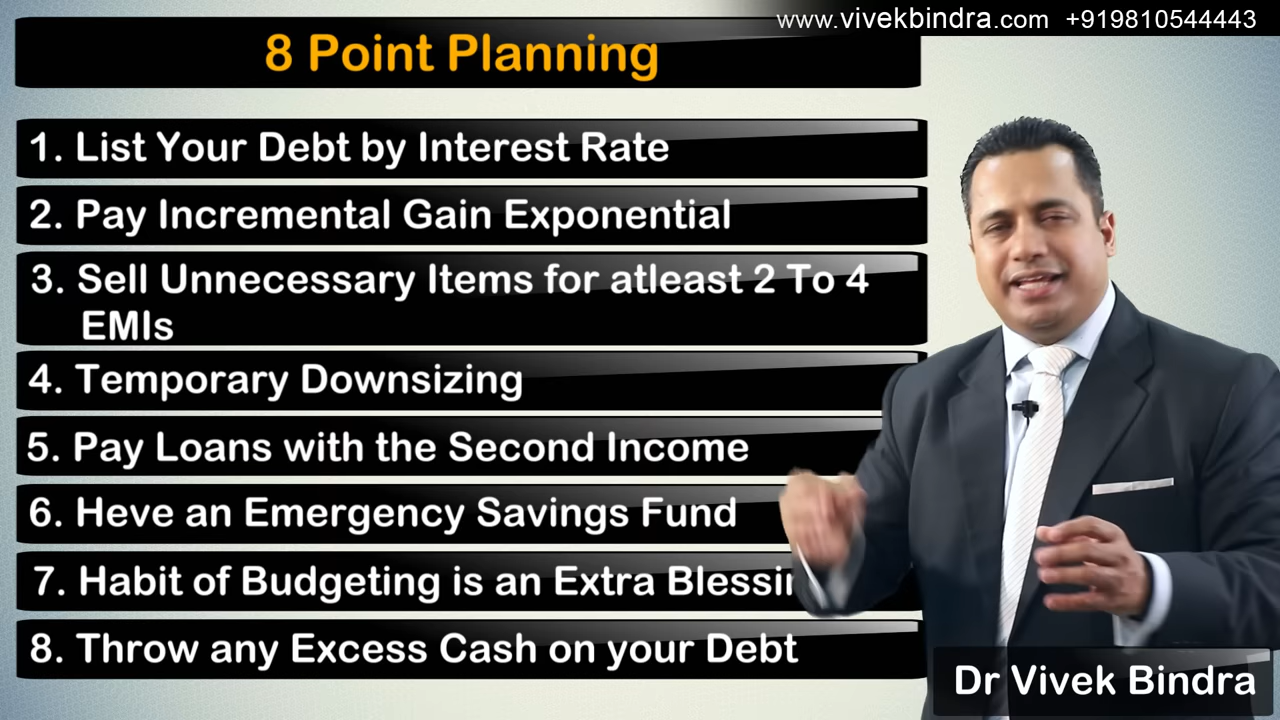 www.vivekbindra.com +919810544443
8 Point Planning
1. List Your Debt by Interest Rate
2. Pay Incremental Gain Exponential
3. Sell Unnecessary Items for atleast 2 To 4
EMIs
4. Temporary Downsizing
5. Pay Loans with the Second Income
6. Heve an Emergency Savings Fund
7. Habit of Budgeting is an Extra
8. Throw any Excess Cash on your Debt
Dr Vivek Bindra